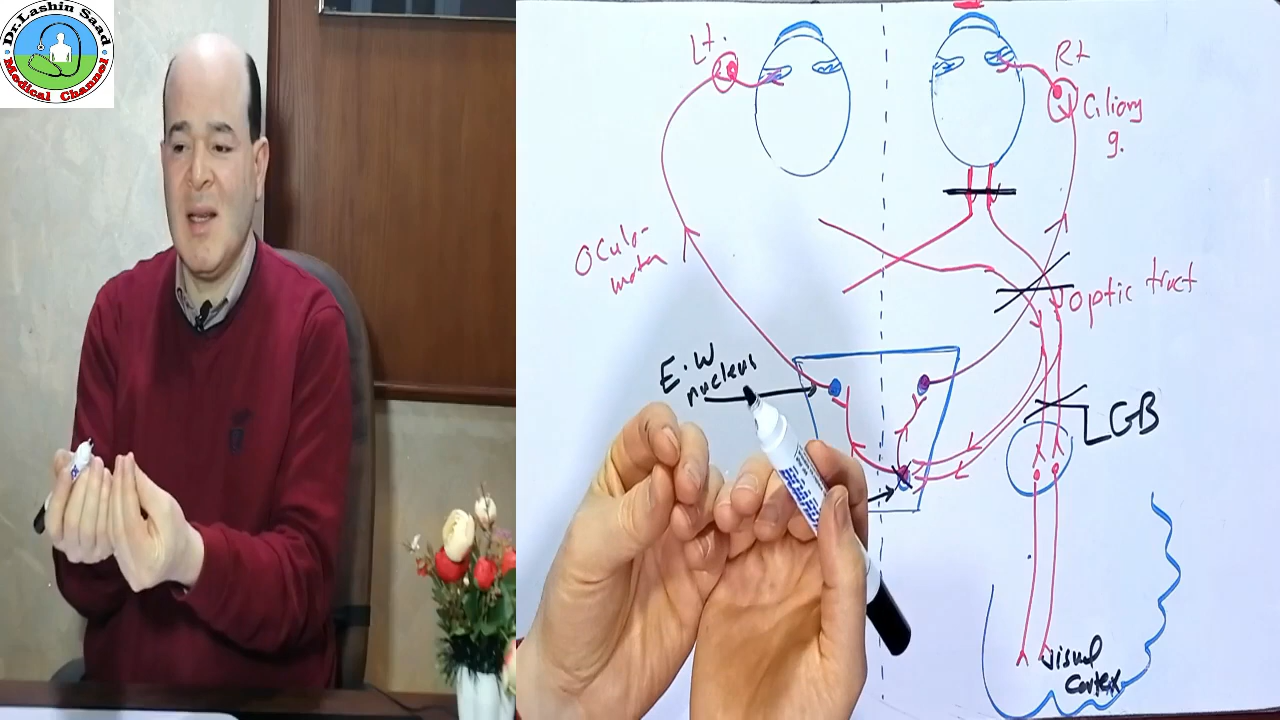 Dr.Lashin Saad
Medical Channel
Lt.
Rt
Ciliary
g.
Oculo-
motor
Optic tract
E.W
nucleus
LGB
visual
cortex